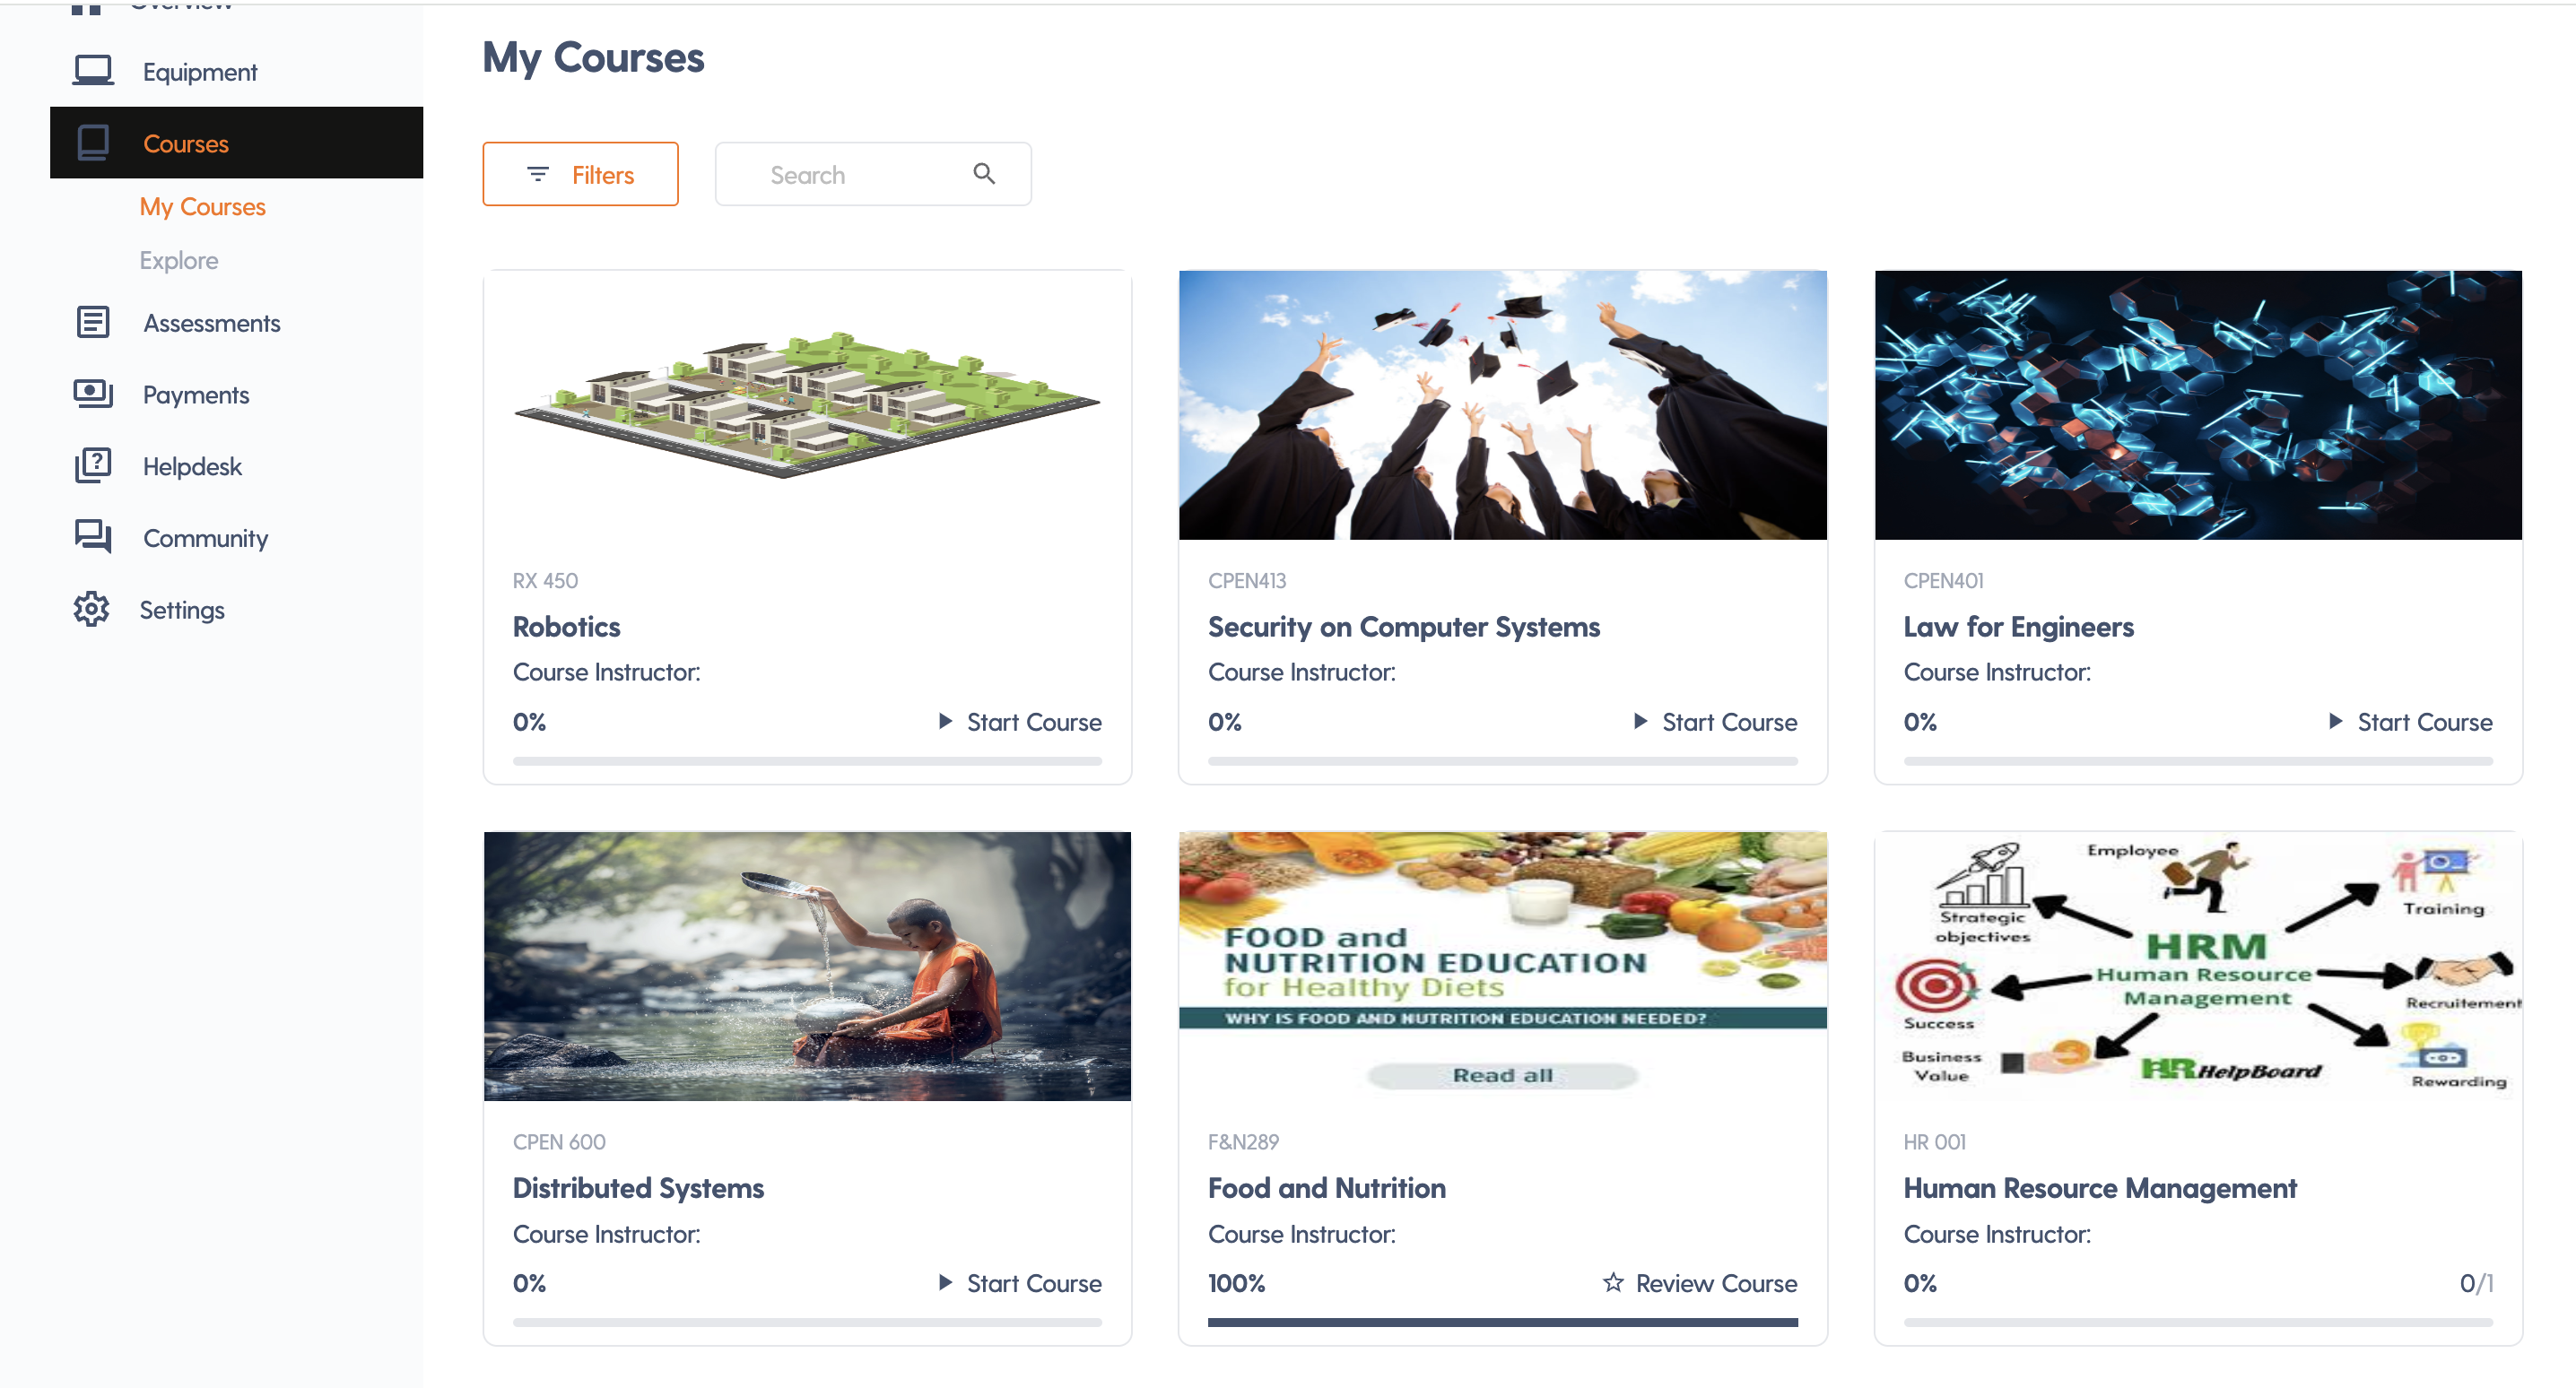 Overview
Equipment
Courses
My Courses
Explore
Assessments
Payments
Helpdesk
Community
Settings
My Courses
Filters
Search
RX 450
Robotics
Course Instructor:
0%
Start Course
CPEN413
Security on Computer Systems
Course Instructor:
0%
Start Course
CPEN401
Law for Engineers
Course Instructor:
0%
Start Course
CPEN 600
Distributed Systems
Course Instructor:
0%
Start Course
FOOD and
NUTRITION EDUCATION
for Healthy Diets
WHY IS FOOD AND NUTRITION EDUCATION NEEDED?
Read all
F&N289
Food and Nutrition
Course Instructor:
100%
Review Course
Employee
Strategic
objectives
Training
HRM
Human Resource
Management
Success
Recruitement
Business
Value
HR HelpBoard
Rewarding
HR 001
Human Resource Management
Course Instructor:
0%
0/1